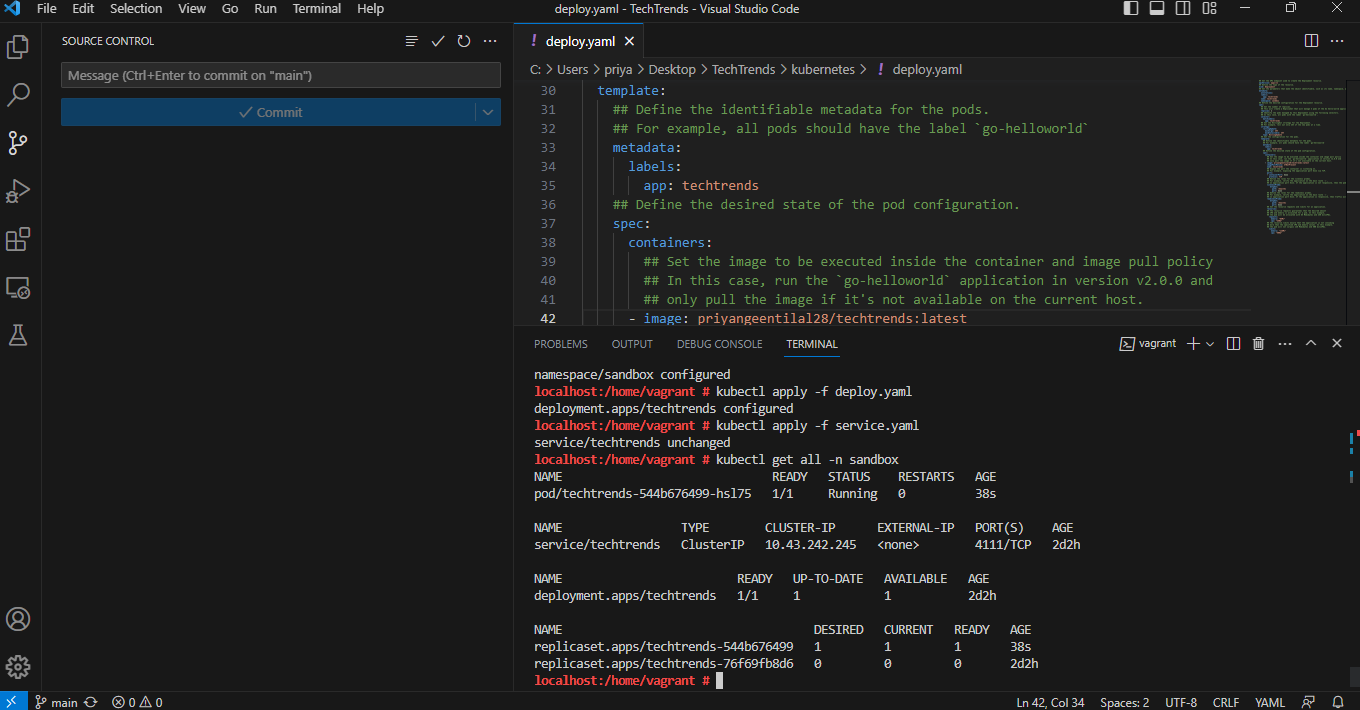 File Edit Selection View Go Run Terminal Help deploy.yaml - TechTrends - Visual Studio Code
SOURCE CONTROL
Message (Ctrl+Enter to commit on "main")
Commit
! deploy.yaml
C: > Users > priya > Desktop > TechTrends > kubernetes > ! deploy.yaml
30 template:
31 ## Define the identifiable metadata for the pods.
32 ## For example, all pods should have the label `go-helloworld`
33 metadata:
34 labels:
35 app: techtrends
36 ## Define the desired state of the pod configuration.
37 spec:
38 containers:
39 ## Set the image to be executed inside the container and image pull policy
40 ## In this case, run the `go-helloworld` application in version v2.0.0 and
41 ## only pull the image if it's not available on the current host.
42 - image: priyangeentilal28/techtrends:latest
PROBLEMS OUTPUT DEBUG CONSOLE TERMINAL vagrant
namespace/sandbox configured
localhost:/home/vagrant # kubectl apply -f deploy.yaml
deployment.apps/techtrends configured
localhost:/home/vagrant # kubectl apply -f service.yaml
service/techtrends unchanged
localhost:/home/vagrant # kubectl get all -n sandbox
NAME READY STATUS RESTARTS AGE
pod/techtrends-544b676499-hsl75 1/1 Running 0 38s
NAME TYPE CLUSTER-IP EXTERNAL-IP PORT(S) AGE
service/techtrends ClusterIP 10.43.242.245 <none> 4111/TCP 2d2h
NAME READY UP-TO-DATE AVAILABLE AGE
deployment.apps/techtrends 1/1 1 1 2d2h
NAME DESIRED CURRENT READY AGE
replicaset.apps/techtrends-544b676499 1 1 1 38s
replicaset.apps/techtrends-76f69fb8d6 0 0 0 2d2h
localhost:/home/vagrant #
main 0 0 Ln 42, Col 34 Spaces: 2 UTF-8 CRLF YAML